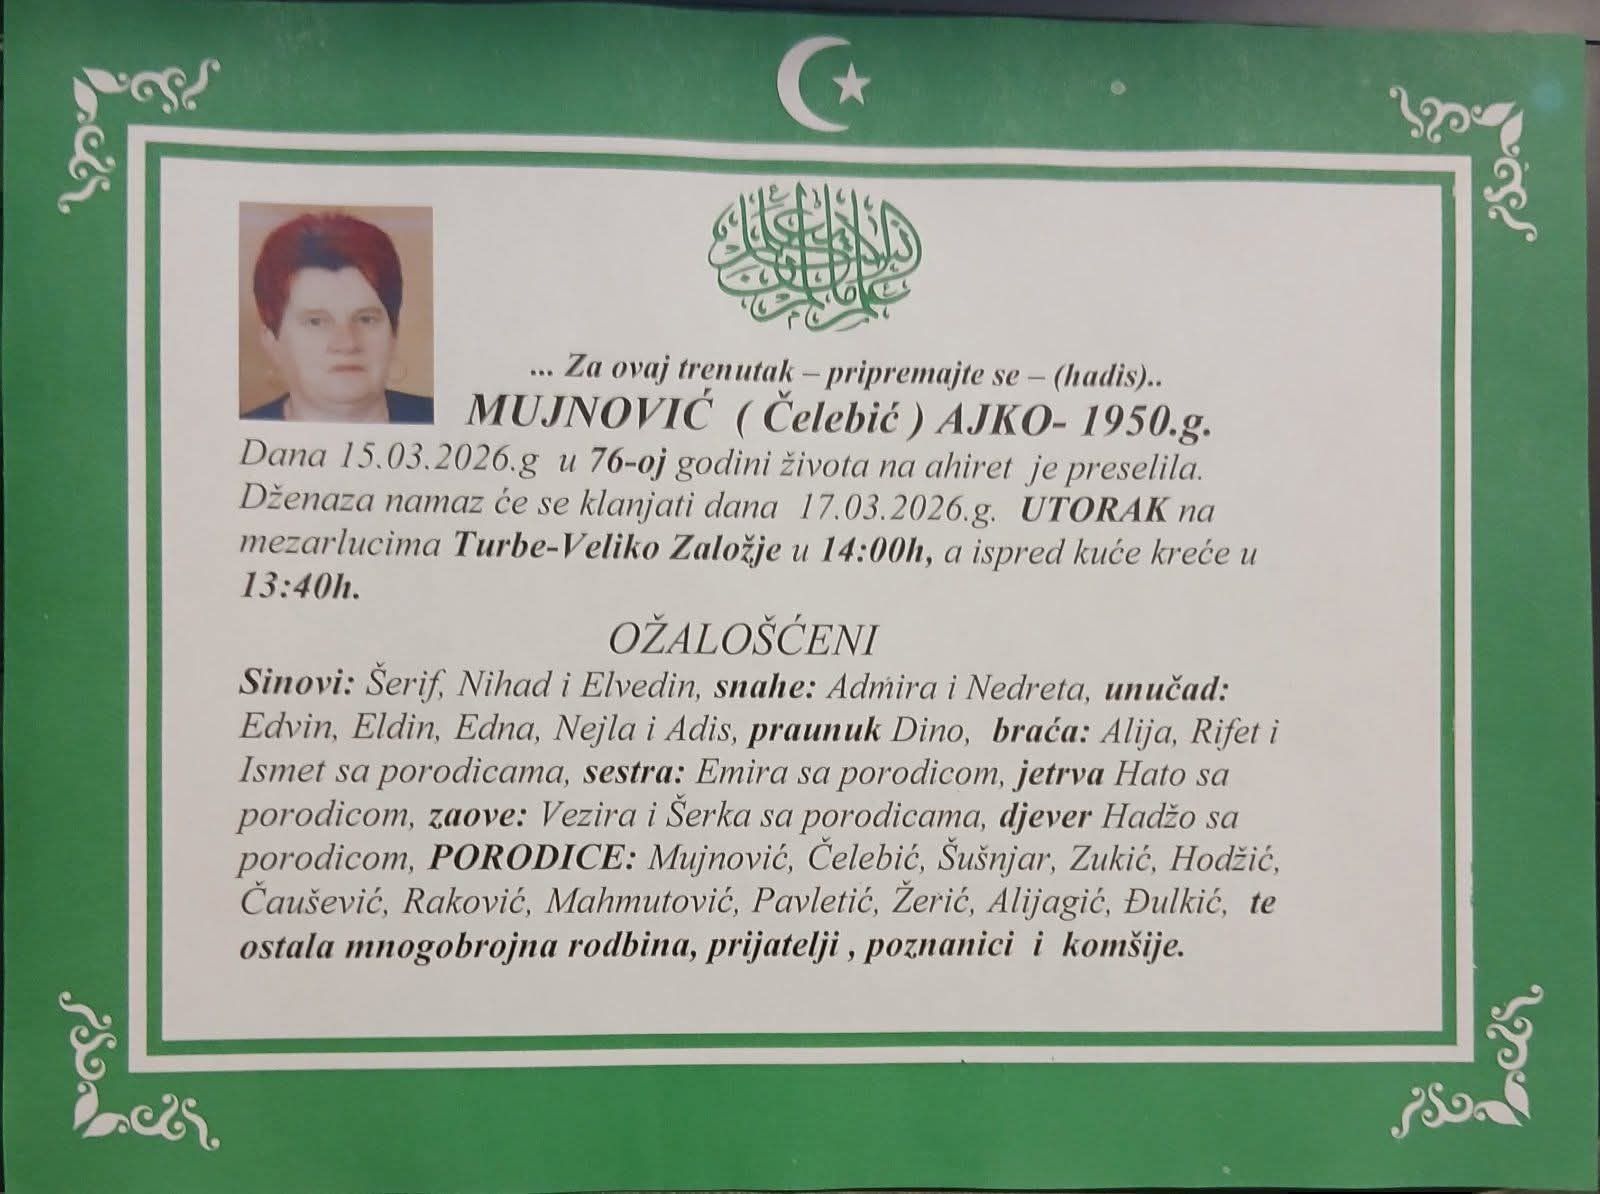 ... Za ovaj trenutak – pripremajte se – (hadis)..
MUJNOVIĆ ( Čelebić ) AJKO- 1950.g.
Dana 15.03.2026.g u 76-oj godini života na ahiret je preselila.
Dženaza namaz će se klanjati dana 17.03.2026.g. UTORAK na
mezarlucima Turbe-Veliko Založje u 14:00h, a ispred kuće kreće u
13:40h.
OŽALOŠĆENI
Sinovi: Šerif, Nihad i Elvedin, snahe: Admira i Nedreta, unučad:
Edvin, Eldin, Edna, Nejla i Adis, praunuk Dino, braća: Alija, Rifet i
Ismet sa porodicama, sestra: Emira sa porodicom, jetrva Hato sa
porodicom, zaove: Vezira i Šerka sa porodicama, djever Hadžo sa
porodicom, PORODICE: Mujnović, Čelebić, Šušnjar, Zukić, Hodžić,
Čaušević, Raković, Mahmutović, Pavletić, Žerić, Alijagić, Đulkić, te
ostala mnogobrojna rodbina, prijatelji , poznanici i komšije.